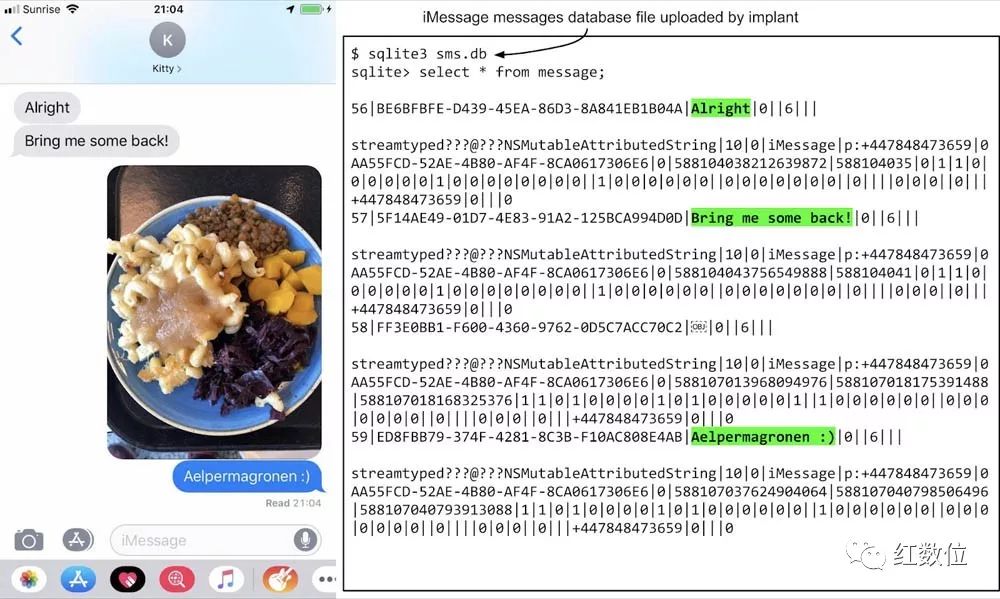 Sunrise
21:04
K
Kitty
Alright
Bring me some back!
Aelpermagronen :)
Read 21:04
iMessage
iMessage messages database file uploaded by implant
$ sqlite3 sms.db
sqlite> select * from message;
56|BE6BFBFE-D439-45EA-86D3-8A841EB1B04A|Alright|0||6|||
streamtyped???@???NSMutableAttributedString|10|0|iMessage|p:+447848473659|0
AA55FCD-52AE-4B80-AF4F-8CA0617306E6|0|588104038212639872|588104035|0|1|1|0|
0|0|0|0|0|1|0|0|0|0|0|0|0|0||1|0|0|0|0|0||0|0|0|0|0|0|0||0||||0|0|0||0|||
+447848473659|0|||0
57|5F14AE49-01D7-4E83-91A2-125BCA994D0D|Bring me some back!|0||6|||
streamtyped???@???NSMutableAttributedString|10|0|iMessage|p:+447848473659|0
AA55FCD-52AE-4B80-AF4F-8CA0617306E6|0|588104043756549888|588104041|0|1|1|0|
0|0|0|0|0|1|0|0|0|0|0|0|0|0||1|0|0|0|0|0||0|0|0|0|0|0|0||0||||0|0|0||0|||
+447848473659|0|||0
58|FF3E0BB1-F600-4360-9762-0D5C7ACC70C2|￼|0||6|||
streamtyped???@???NSMutableAttributedString|10|0|iMessage|p:+447848473659|0
AA55FCD-52AE-4B80-AF4F-8CA0617306E6|0|588107013968094976|588107018175391488
|588107018168325376|1|1|0|1|0|0|0|0|1|0|1|0|0|0|0|0|1||1|0|0|0|0|0|0||0|0|0
|0|0|0|0||0||||0|0|0||0|||+447848473659|0|||0
59|ED8FBB79-374F-4281-8C3B-F10AC808E4AB|Aelpermagronen :)|0||6|||
streamtyped???@???NSMutableAttributedString|10|0|iMessage|p:+447848473659|0
AA55FCD-52AE-4B80-AF4F-8CA0617306E6|0|588107037624904064|588107040798506496
|588107040793913088|1|1|0|1|0|0|0|0|1|0|1|0|0|0|0|0|0||1|0|0|0|0|0|0||0|0|0
|0|0|0|0||0||||0|0|0||0|||+447848473659|0|||0
红数位